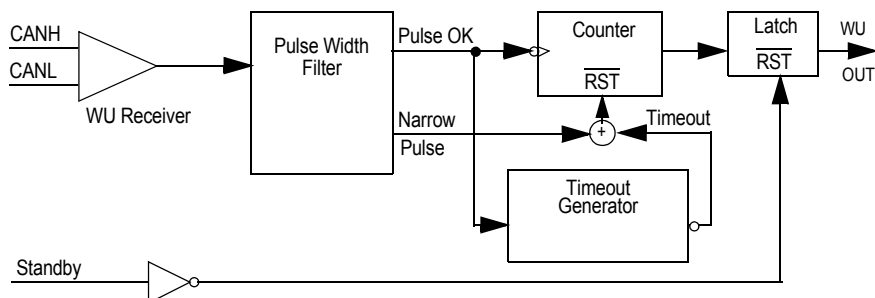 CANH
CANL
WU Receiver
Pulse Width
Filter
Pulse OK
Narrow
Pulse
Counter
RST
+
Timeout
Timeout
Generator
Latch
RST
WU
OUT
Standby